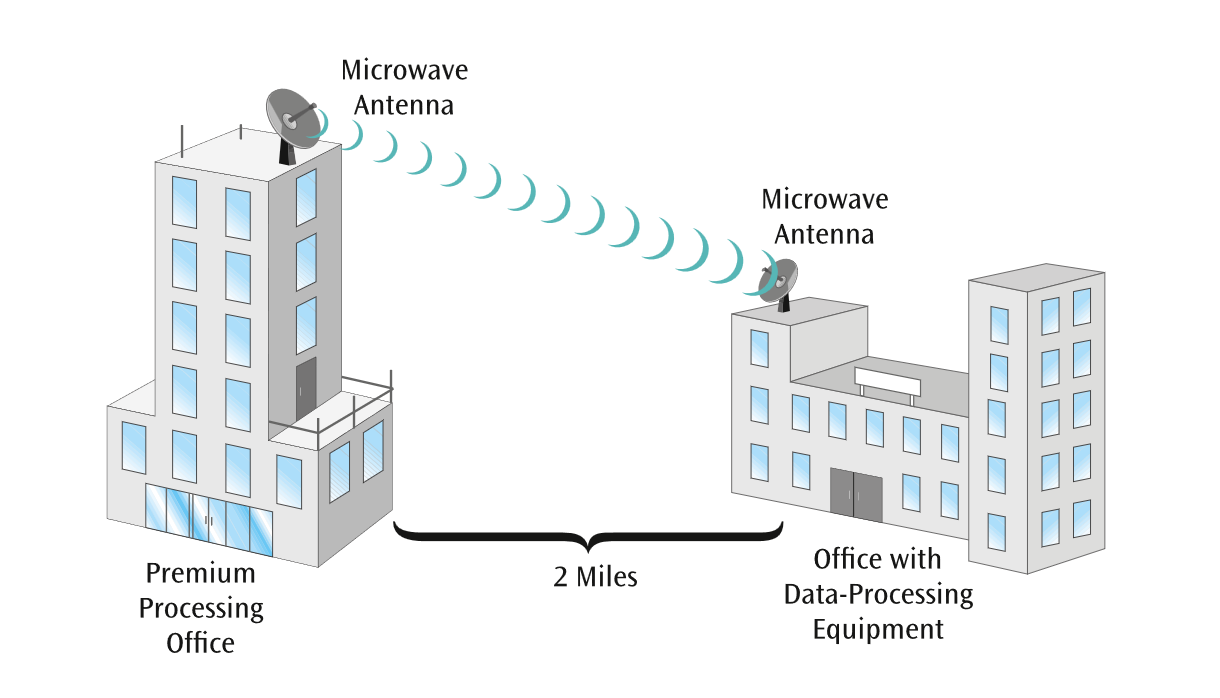 Microwave
Antenna
Microwave
Antenna
2 Miles
Premium
Processing
Office
Office with
Data-Processing
Equipment